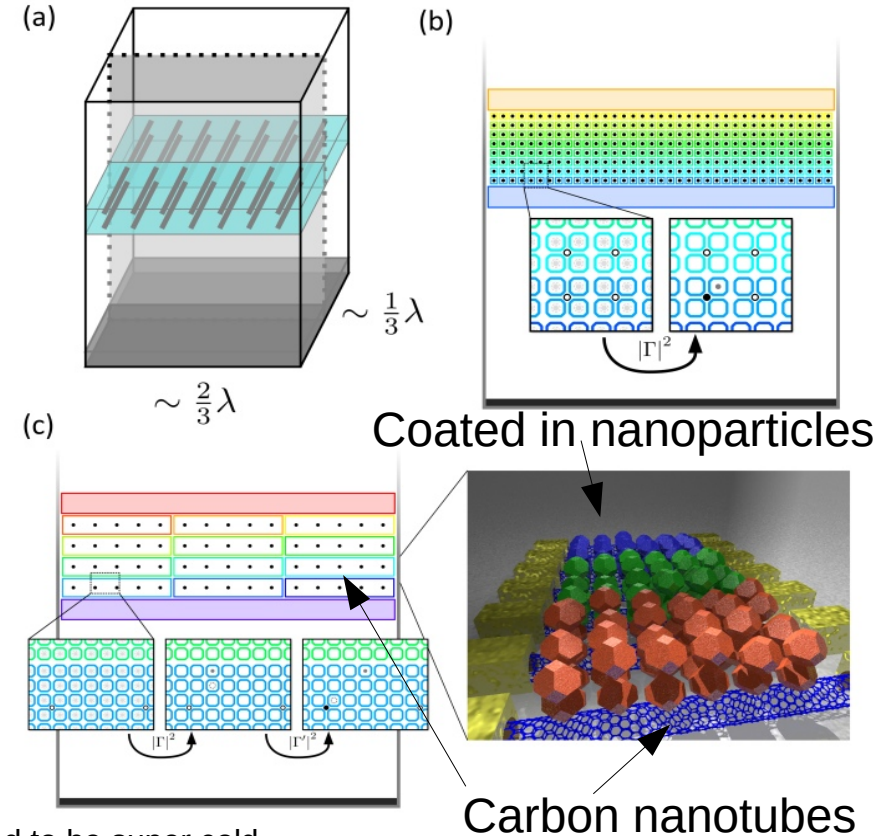 (a)
(b)
∼ 1/3 λ
∼ 2/3 λ
|Γ|²
(c)
Coated in nanoparticles
|Γ|²
|Γ'|²
Carbon nanotubes